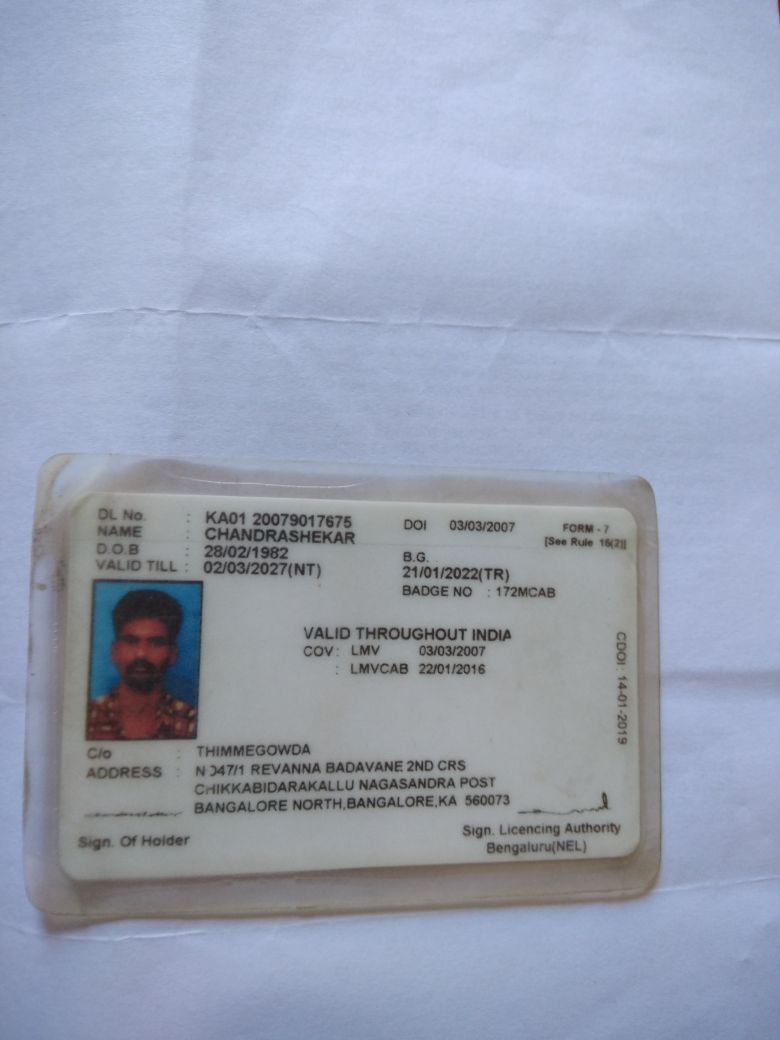 DL No. : KA01 20079017675 DOI 03/03/2007 FORM - 7
NAME : CHANDRASHEKAR [See Rule 16(2)]
D.O.B : 28/02/1982 B.G.
VALID TILL : 02/03/2027(NT) 21/01/2022(TR)
BADGE NO : 172MCAB
VALID THROUGHOUT INDIA
COV : LMV 03/03/2007
: LMVCAB 22/01/2016
CDOI : 14-01-2019
C/o : THIMMEGOWDA
ADDRESS : 47/1 REVANNA BADAVANE 2ND CRS
CHIKKABIDARAKALLU NAGASANDRA POST
BANGALORE NORTH,BANGALORE,KA 560073
Sign. Of Holder
Sign. Licencing Authority
Bengaluru(NEL)